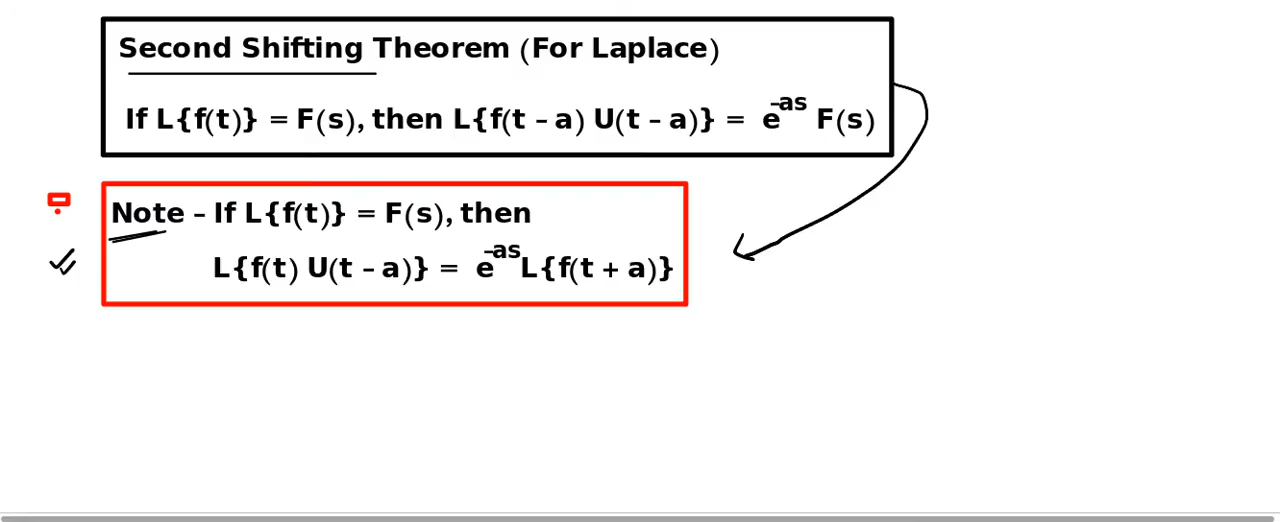 Second Shifting Theorem (For Laplace)
If L{f(t)} = F(s), then L{f(t – a) U(t – a)} = e^–as F(s)
Note – If L{f(t)} = F(s), then
L{f(t) U(t – a)} = e^–as L{f(t + a)}